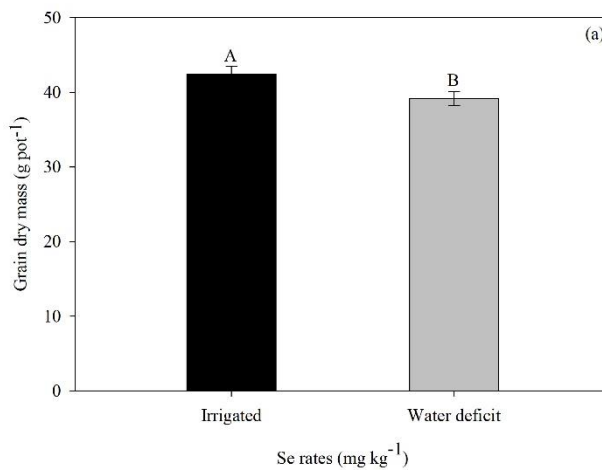 (a)
50
40
30
20
10
0
Grain dry mass (g pot⁻¹)
A
B
Irrigated Water deficit
Se rates (mg kg⁻¹)